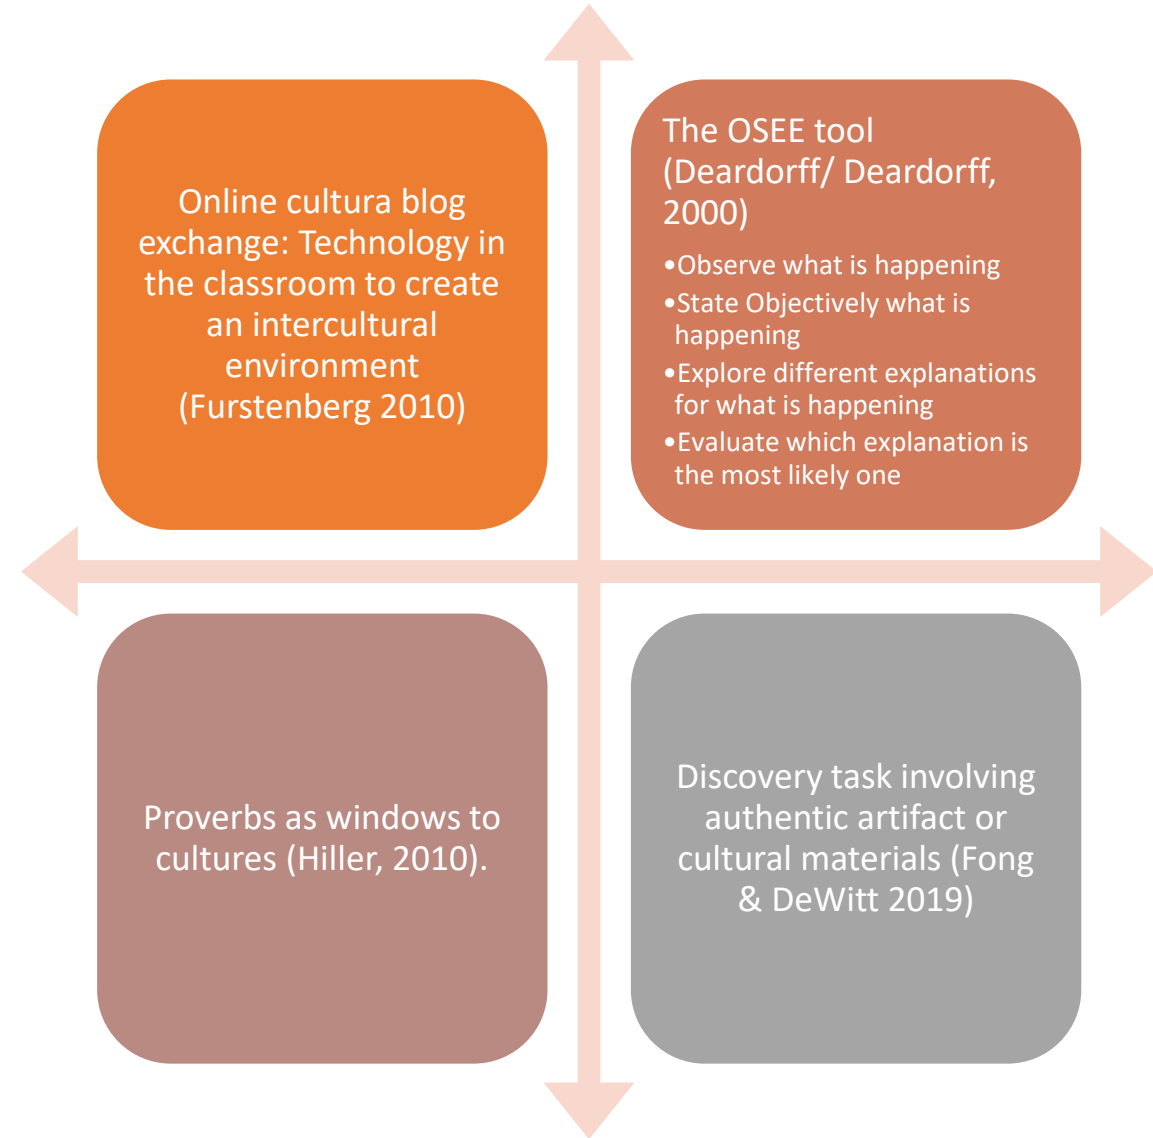 Online cultura blog
exchange: Technology in
the classroom to create
an intercultural
environment
(Furstenberg 2010)
The OSEE tool
(Deardorff/ Deardorff,
2000)
•Observe what is happening
•State Objectively what is
happening
•Explore different explanations
for what is happening
•Evaluate which explanation is
the most likely one
Proverbs as windows to
cultures (Hiller, 2010).
Discovery task involving
authentic artifact or
cultural materials (Fong
& DeWitt 2019)